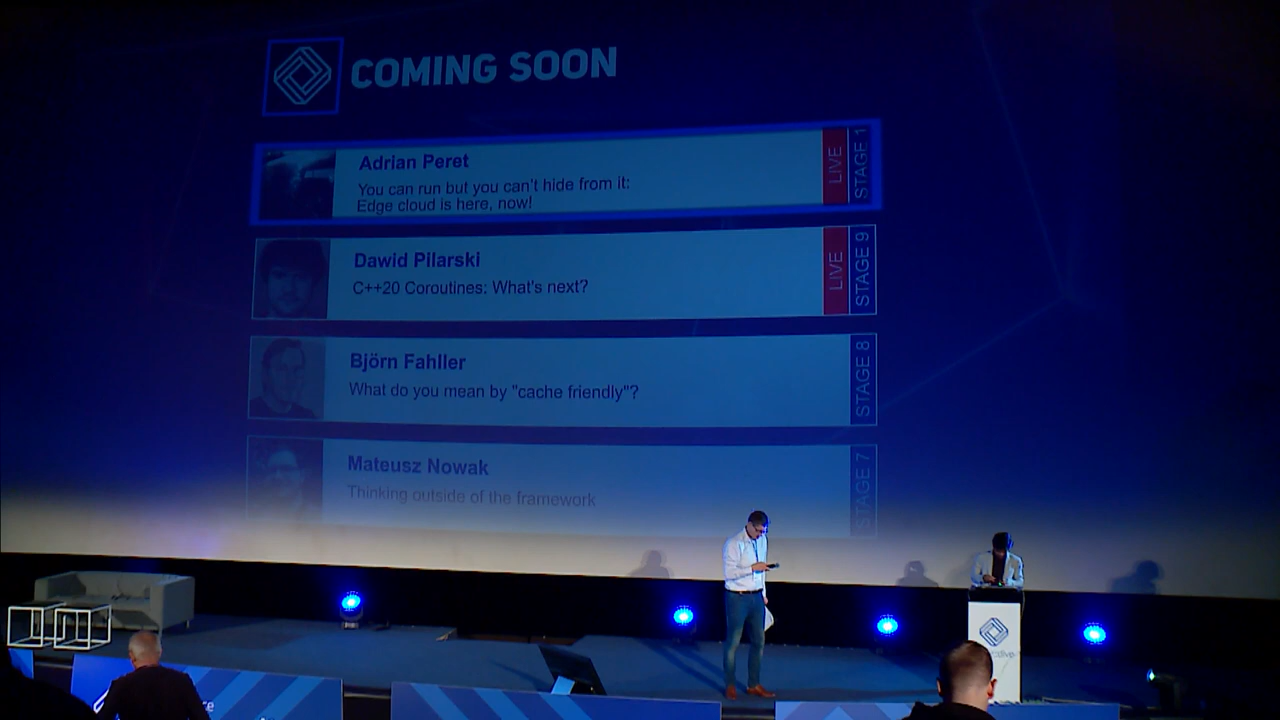 COMING SOON
Adrian Peret
You can run but you can't hide from it:
Edge cloud is here, now!
LIVE
STAGE 1
Dawid Pilarski
C++20 Coroutines: What's next?
LIVE
STAGE 9
Björn Fahller
What do you mean by "cache friendly"?
STAGE 8
Mateusz Nowak
Thinking outside of the framework
STAGE 7